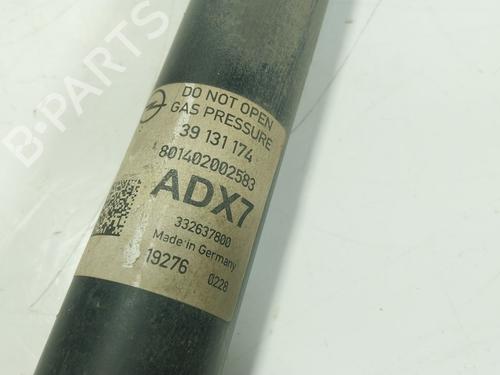 DO NOT OPEN
GAS PRESSURE
39 131 174
801402002583
ADX7
332637800
Made in Germany
19276 0228
B-PARTS